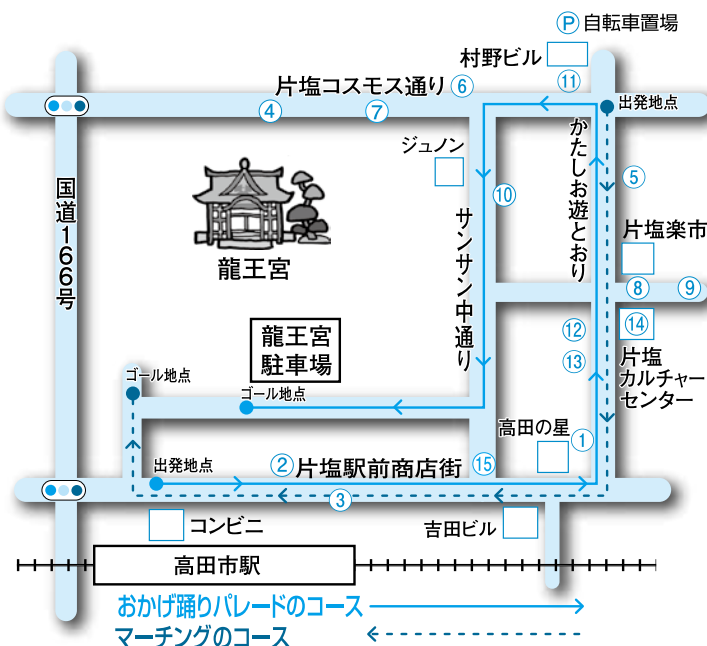 Ⓟ自転車置場
村野ビル
片塩コスモス通り
⑥
⑪
④
⑦
出発地点
ジュノン
かたしお遊とおり
⑤
国道166号
⑩
サンサン中通り
片塩楽市
龍王宮
⑧
⑨
龍王宮
駐車場
⑫
⑭
⑬
片塩
カルチャー
センター
ゴール地点
ゴール地点
高田の星
①
出発地点
②
片塩駅前商店街
⑮
③
コンビニ
吉田ビル
高田市駅
おかげ踊りパレードのコース
マーチングのコース